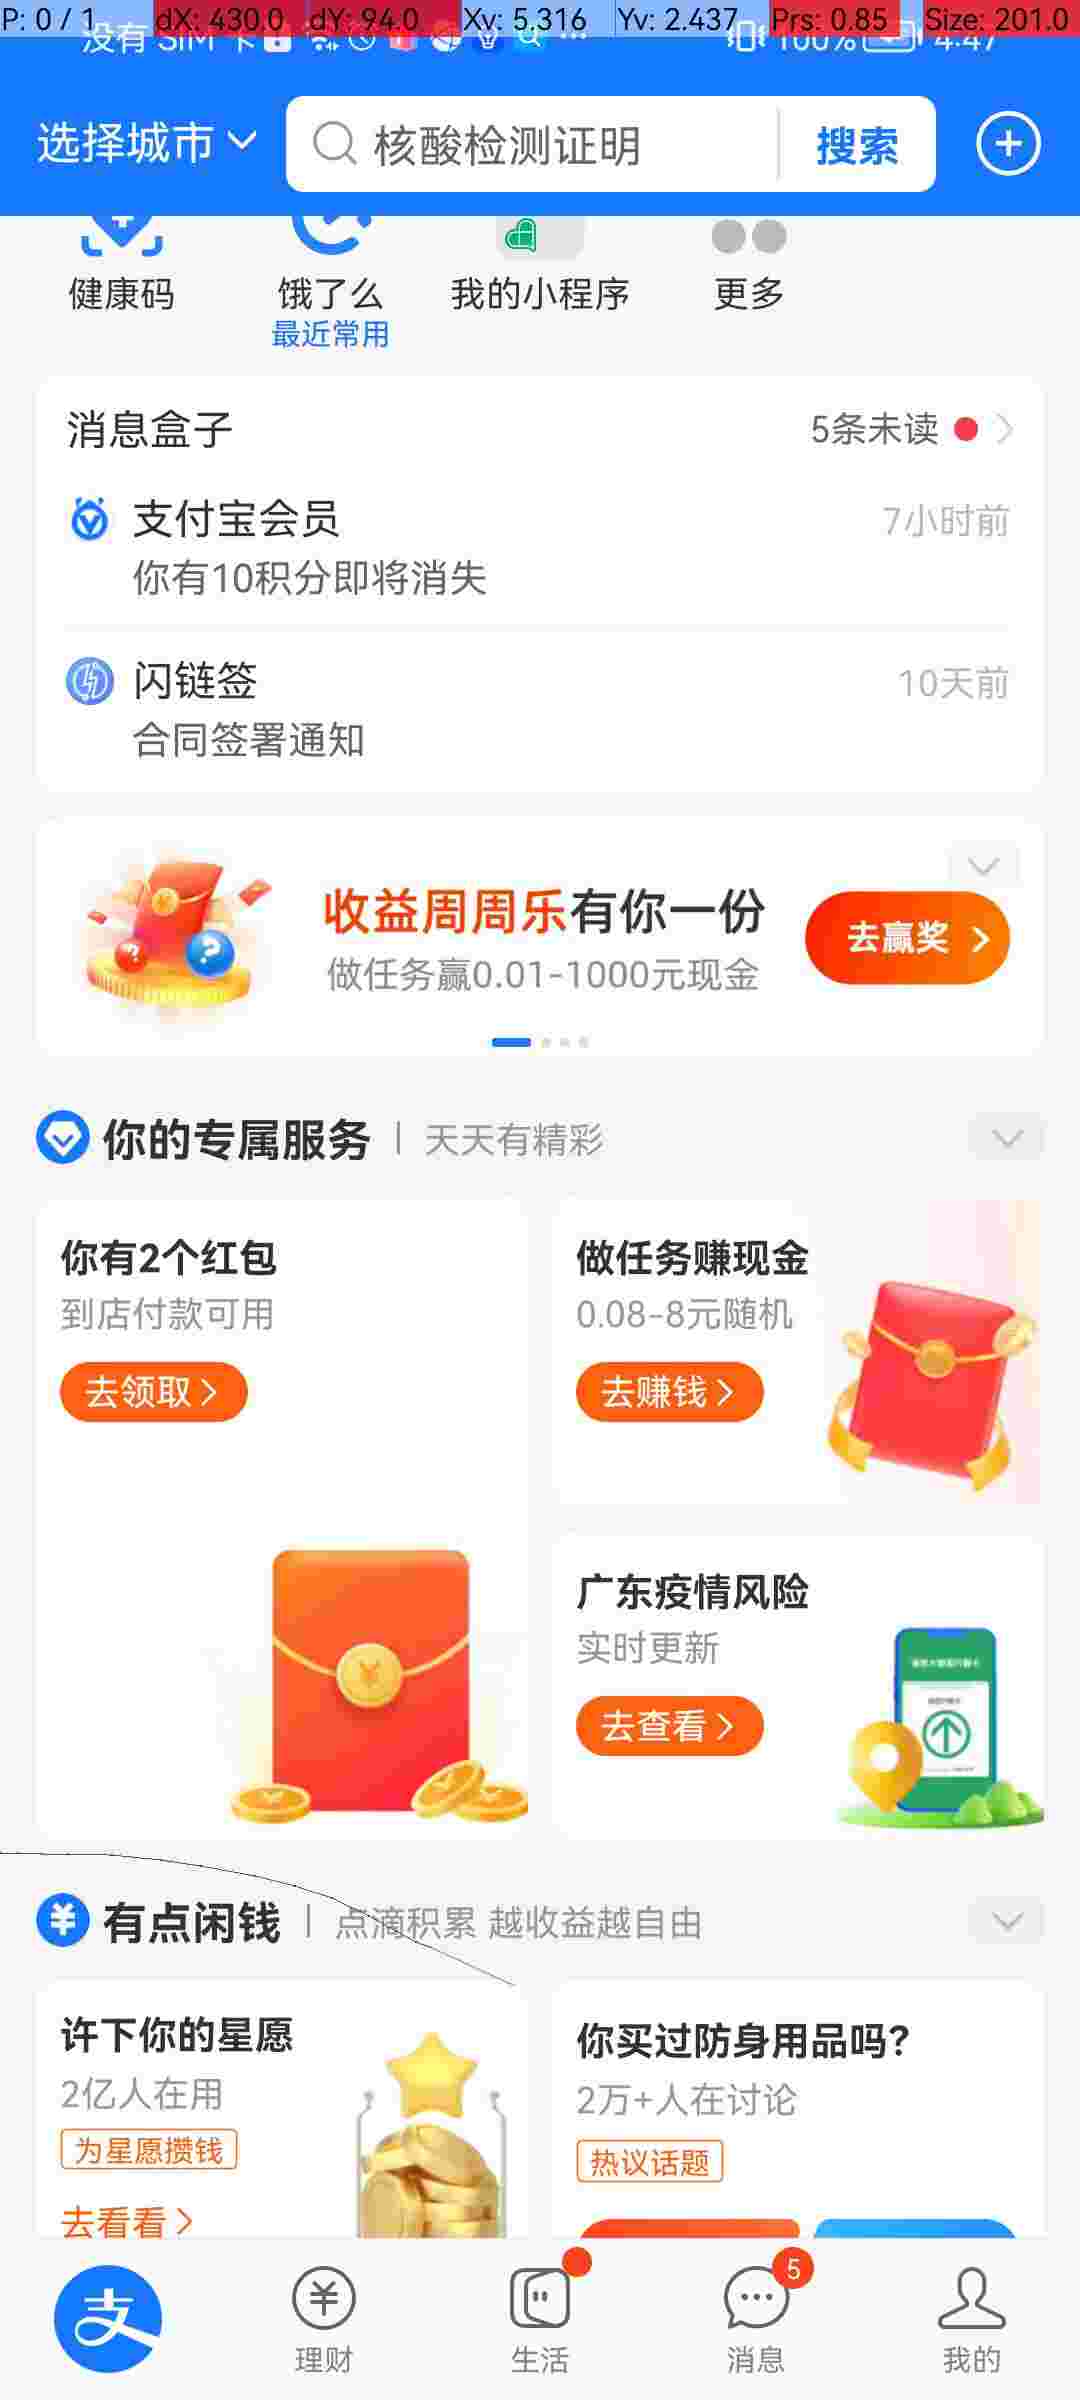 P: 0 / 1 dX: 430.0 dY: 94.0 Xv: 5.316 Yv: 2.437 Prs: 0.85 Size: 201.0
没有 SIM 卡 100% 4:47
选择城市 核酸检测证明 搜索
健康码 饿了么 我的小程序 更多
最近常用
消息盒子 5条未读
支付宝会员 7小时前
你有10积分即将消失
闪链签 10天前
合同签署通知
收益周周乐有你一份
做任务赢0.01-1000元现金
去赢奖
你的专属服务 天天有精彩
你有2个红包
到店付款可用
去领取
做任务赚现金
0.08-8元随机
去赚钱
广东疫情风险
实时更新
去查看
有点闲钱 点滴积累 越收益越自由
许下你的星愿
2亿人在用
为星愿攒钱
去看看
你买过防身用品吗?
2万+人在讨论
热议话题
支 理财 生活 5 消息 我的